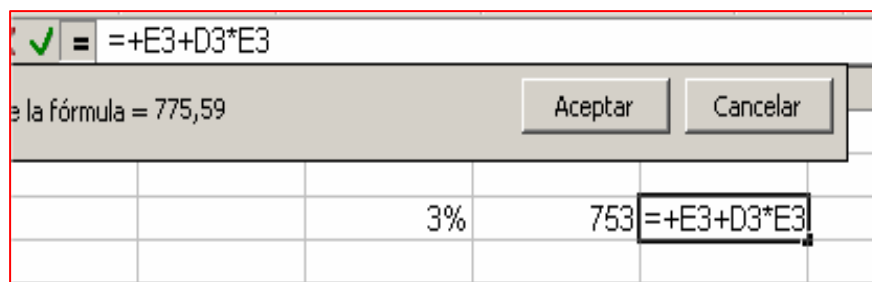 = =+E3+D3*E3
e la fórmula = 775,59 Aceptar Cancelar
3% 753 =+E3+D3*E3